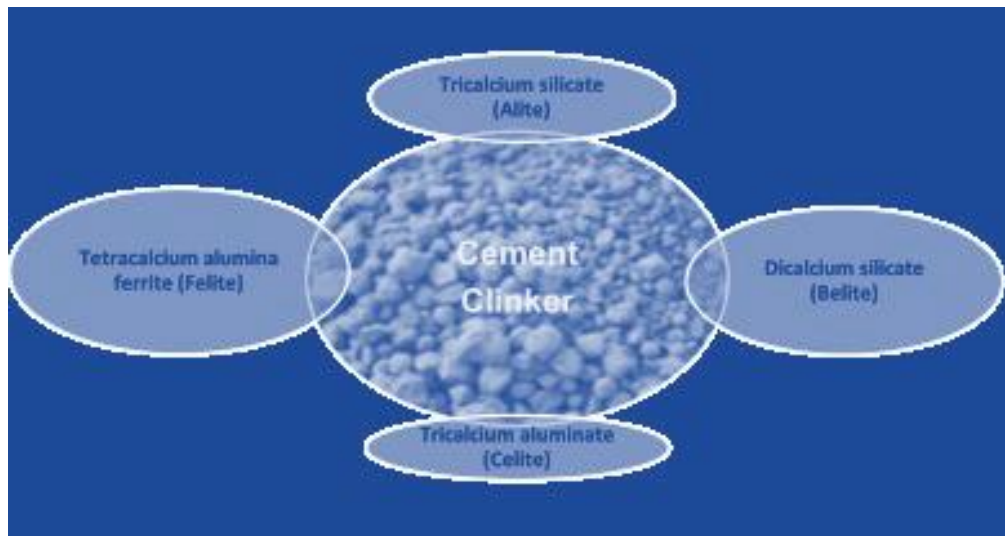 Tricalcium silicate
(Alite)
Tetracalcium alumina
ferrite (Felite)
Cement
Clinker
Dicalcium silicate
(Belite)
Tricalcium aluminate
(Celite)